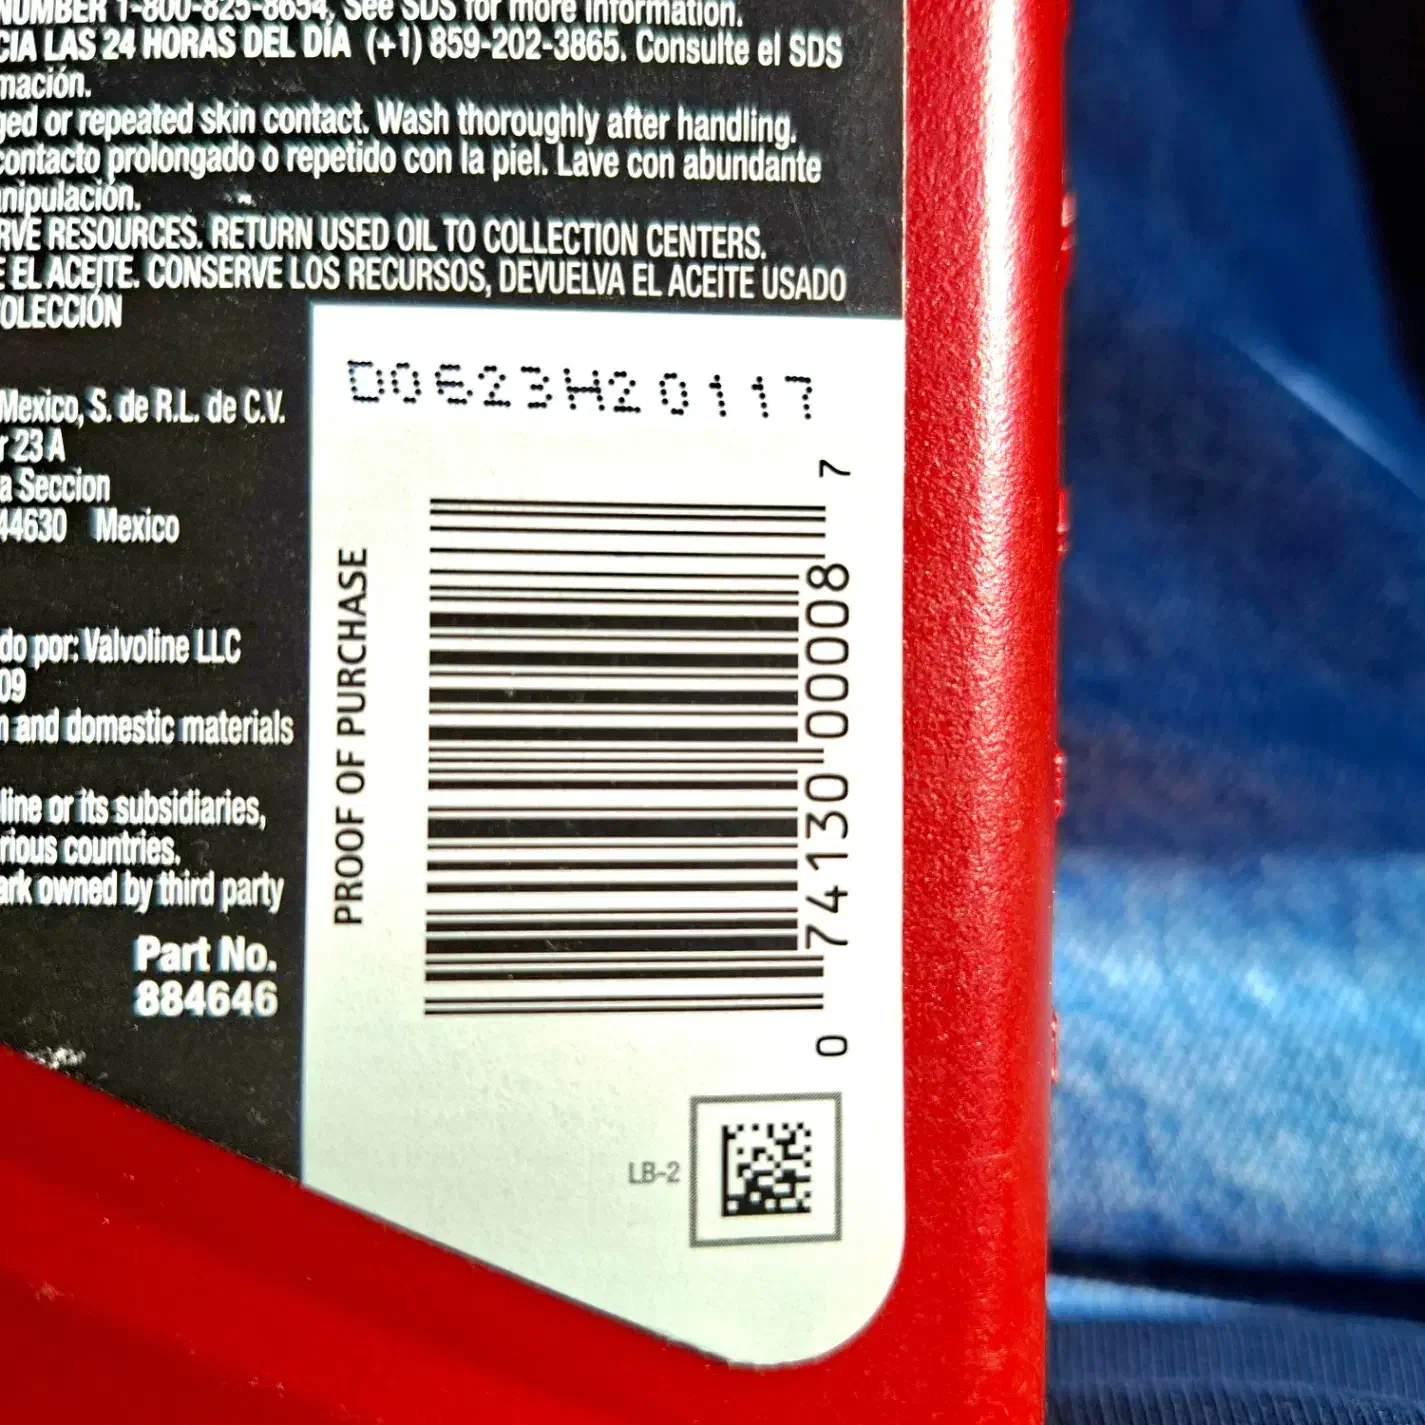 NUMBER 1-800-825-8654, See SDS for more information.
CIA LAS 24 HORAS DEL DÍA (+1) 859-202-3865. Consulte el SDS
mación.
ged or repeated skin contact. Wash thoroughly after handling.
contacto prolongado o repetido con la piel. Lave con abundante
nipulación.
RVE RESOURCES. RETURN USED OIL TO COLLECTION CENTERS.
E EL ACEITE. CONSERVE LOS RECURSOS, DEVUELVA EL ACEITE USADO
OLECCIÓN
D0623H20117
Mexico, S. de R.L. de C.V.
r 23 A
a Seccion
44630 Mexico
do por: Valvoline LLC
09
n and domestic materials
line or its subsidiaries,
rious countries.
ark owned by third party
Part No.
884646
PROOF OF PURCHASE
0 74130 00008 7
LB-2